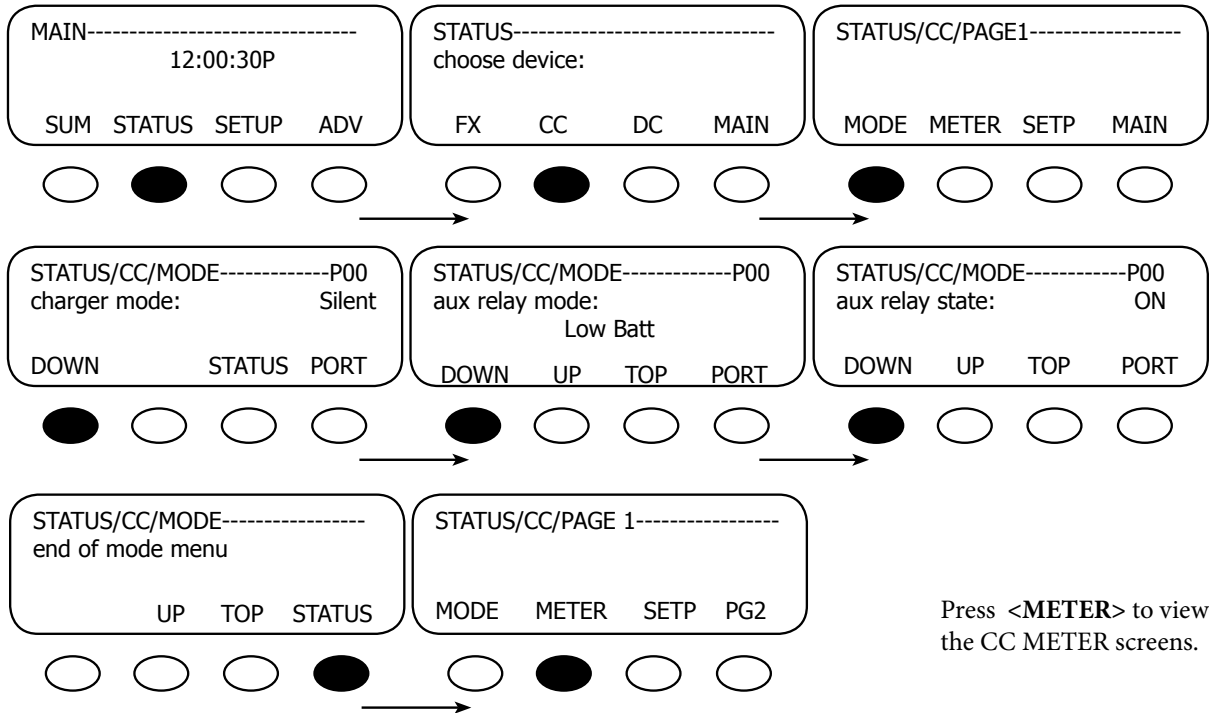 MAIN--------------------------------
12:00:30P
SUM STATUS SETUP ADV
STATUS-------------------------------
choose device:
FX CC DC MAIN
STATUS/CC/PAGE1------------------
MODE METER SETP MAIN
STATUS/CC/MODE-------------P00
charger mode: Silent
DOWN STATUS PORT
STATUS/CC/MODE-------------P00
aux relay mode:
Low Batt
DOWN UP TOP PORT
STATUS/CC/MODE------------P00
aux relay state: ON
DOWN UP TOP PORT
STATUS/CC/MODE-----------------
end of mode menu
UP TOP STATUS
STATUS/CC/PAGE 1-----------------
MODE METER SETP PG2
Press <METER> to view
the CC METER screens.